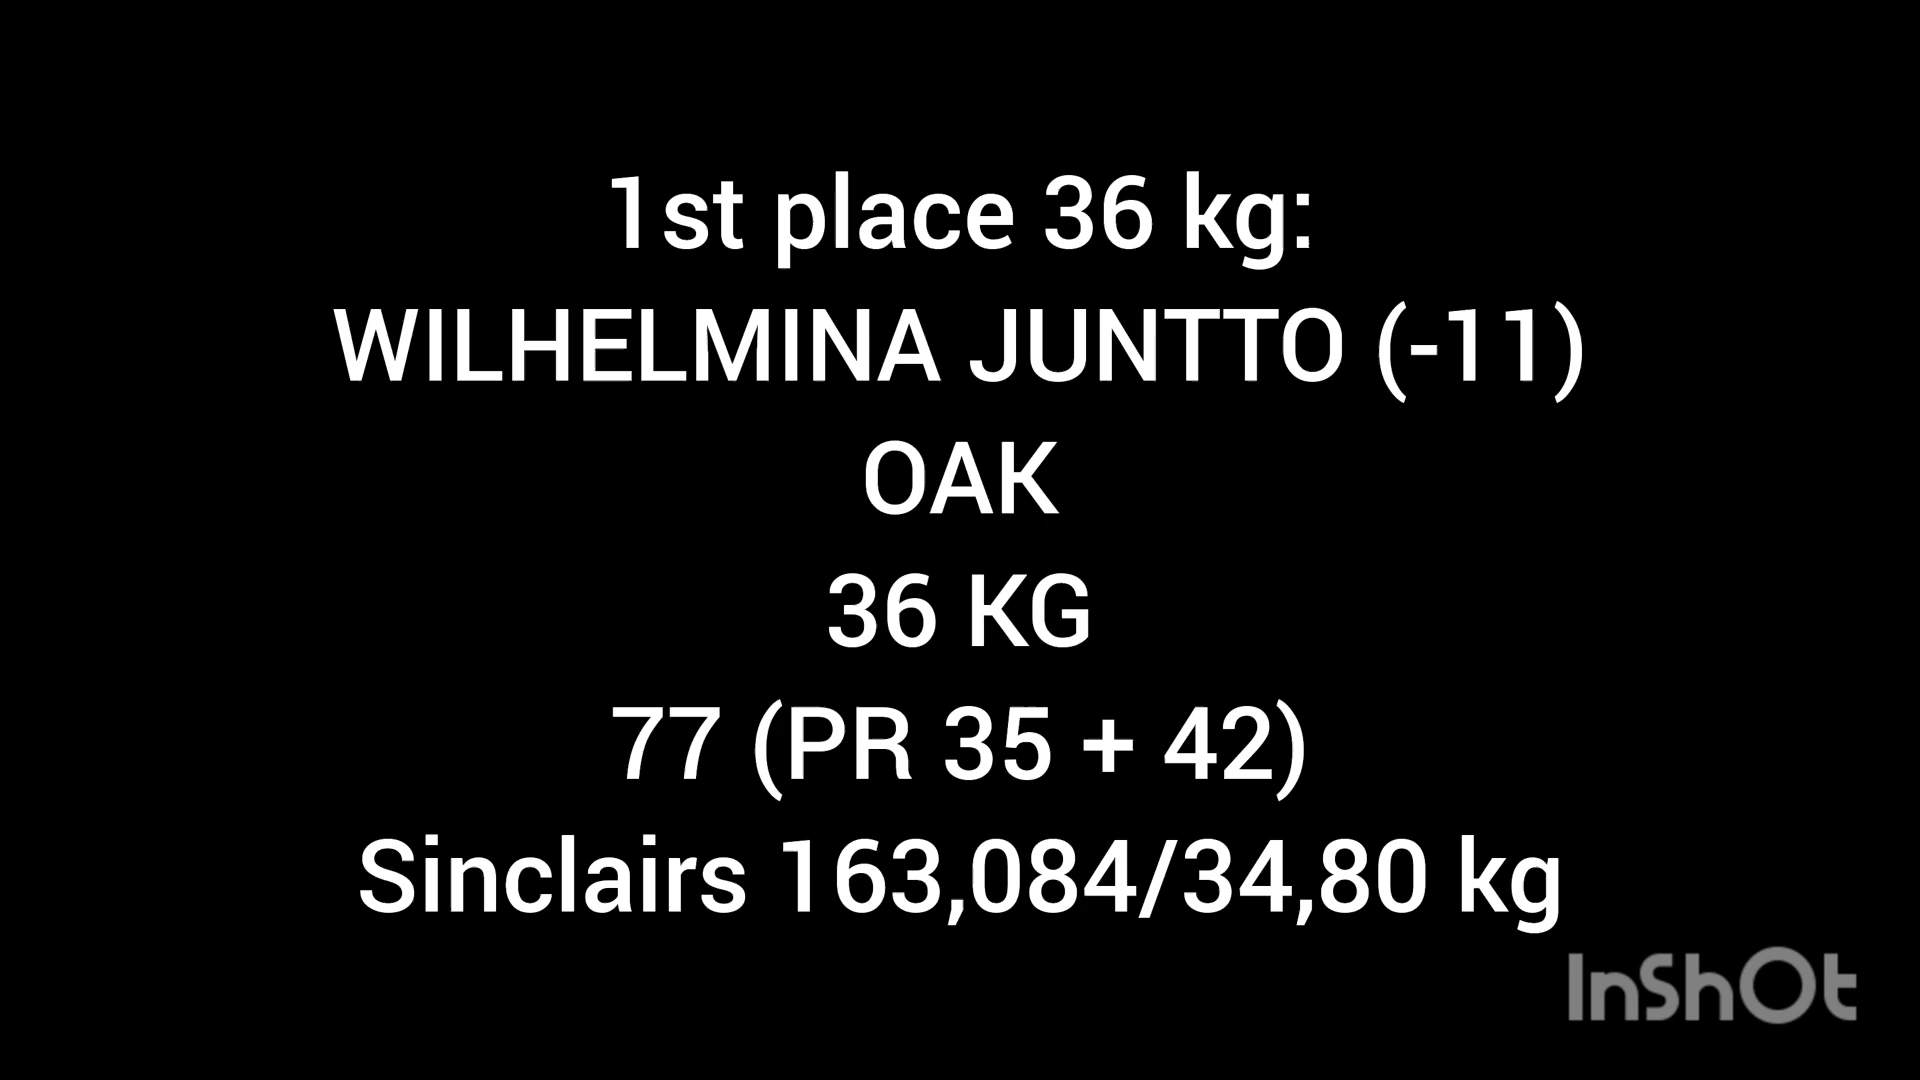 1st place 36 kg:
WILHELMINA JUNTTO (-11)
OAK
36 KG
77 (PR 35 + 42)
Sinclairs 163,084/34,80 kg
InShOt